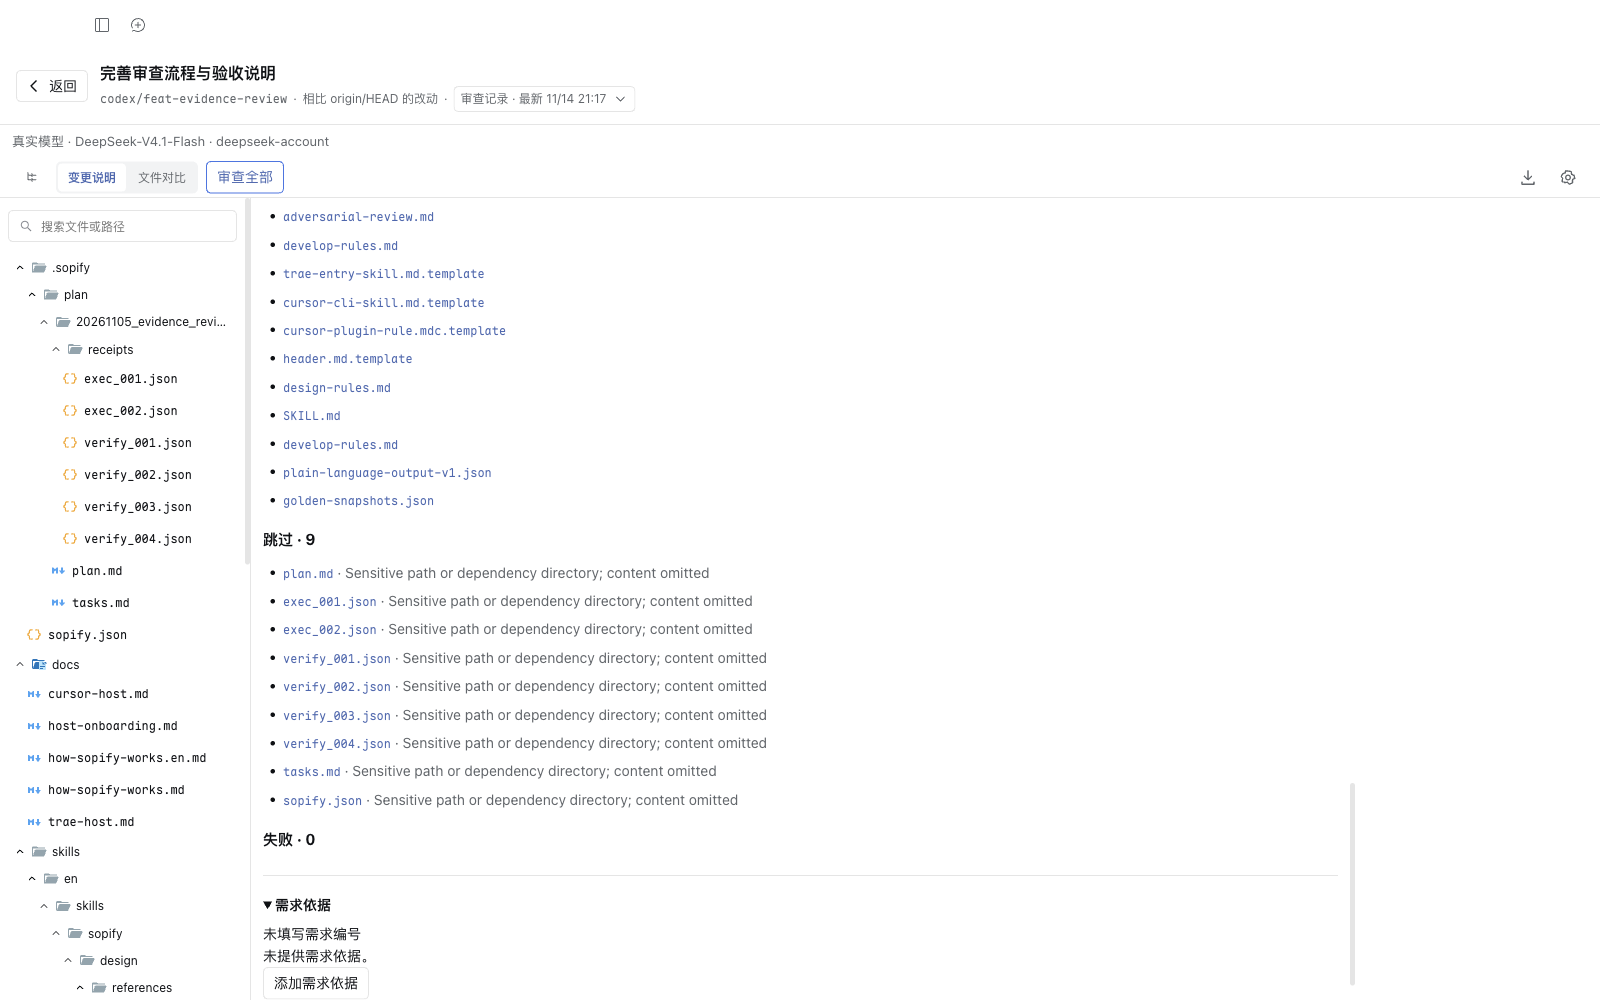 返回
完善审查流程与验收说明
codex/feat-evidence-review · 相比 origin/HEAD 的改动 · 审查记录 · 最新 11/14 21:17
真实模型 · DeepSeek-V4.1-Flash · deepseek-account
变更说明 文件对比 审查全部
搜索文件或路径
.sopify
plan
20261105_evidence_revi...
receipts
exec_001.json
exec_002.json
verify_001.json
verify_002.json
verify_003.json
verify_004.json
plan.md
tasks.md
sopify.json
docs
cursor-host.md
host-onboarding.md
how-sopify-works.en.md
how-sopify-works.md
trae-host.md
skills
en
skills
sopify
design
references
adversarial-review.md
develop-rules.md
trae-entry-skill.md.template
cursor-cli-skill.md.template
cursor-plugin-rule.mdc.template
header.md.template
design-rules.md
SKILL.md
develop-rules.md
plain-language-output-v1.json
golden-snapshots.json
跳过 · 9
plan.md · Sensitive path or dependency directory; content omitted
exec_001.json · Sensitive path or dependency directory; content omitted
exec_002.json · Sensitive path or dependency directory; content omitted
verify_001.json · Sensitive path or dependency directory; content omitted
verify_002.json · Sensitive path or dependency directory; content omitted
verify_003.json · Sensitive path or dependency directory; content omitted
verify_004.json · Sensitive path or dependency directory; content omitted
tasks.md · Sensitive path or dependency directory; content omitted
sopify.json · Sensitive path or dependency directory; content omitted
失败 · 0
需求依据
未填写需求编号
未提供需求依据。
添加需求依据